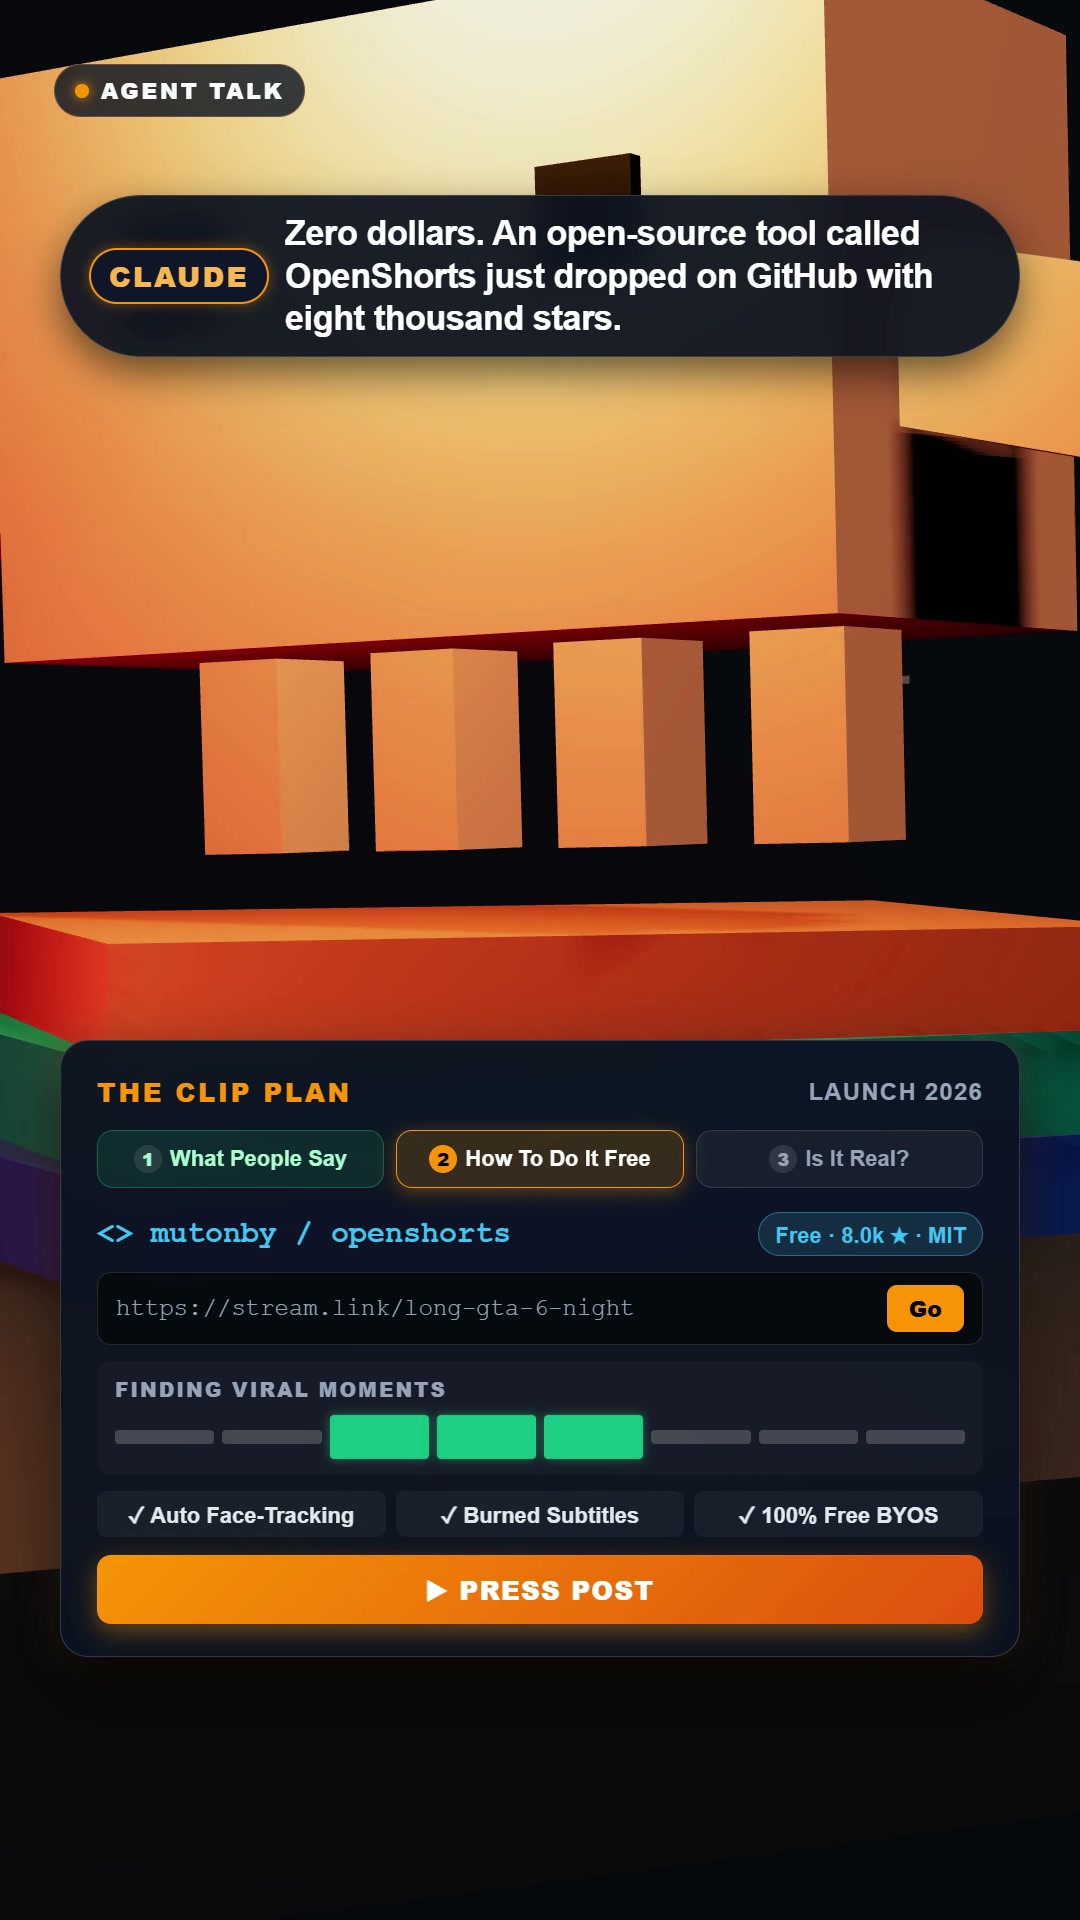 AGENT TALK
CLAUDE
Zero dollars. An open-source tool called
OpenShorts just dropped on GitHub with
eight thousand stars.
THE CLIP PLAN
LAUNCH 2026
1 What People Say
2 How To Do It Free
3 Is It Real?
<> mutonby / openshorts
Free · 8.0k ★ · MIT
https://stream.link/long-gta-6-night
Go
FINDING VIRAL MOMENTS
✓ Auto Face-Tracking
✓ Burned Subtitles
✓ 100% Free BYOS
▶ PRESS POST